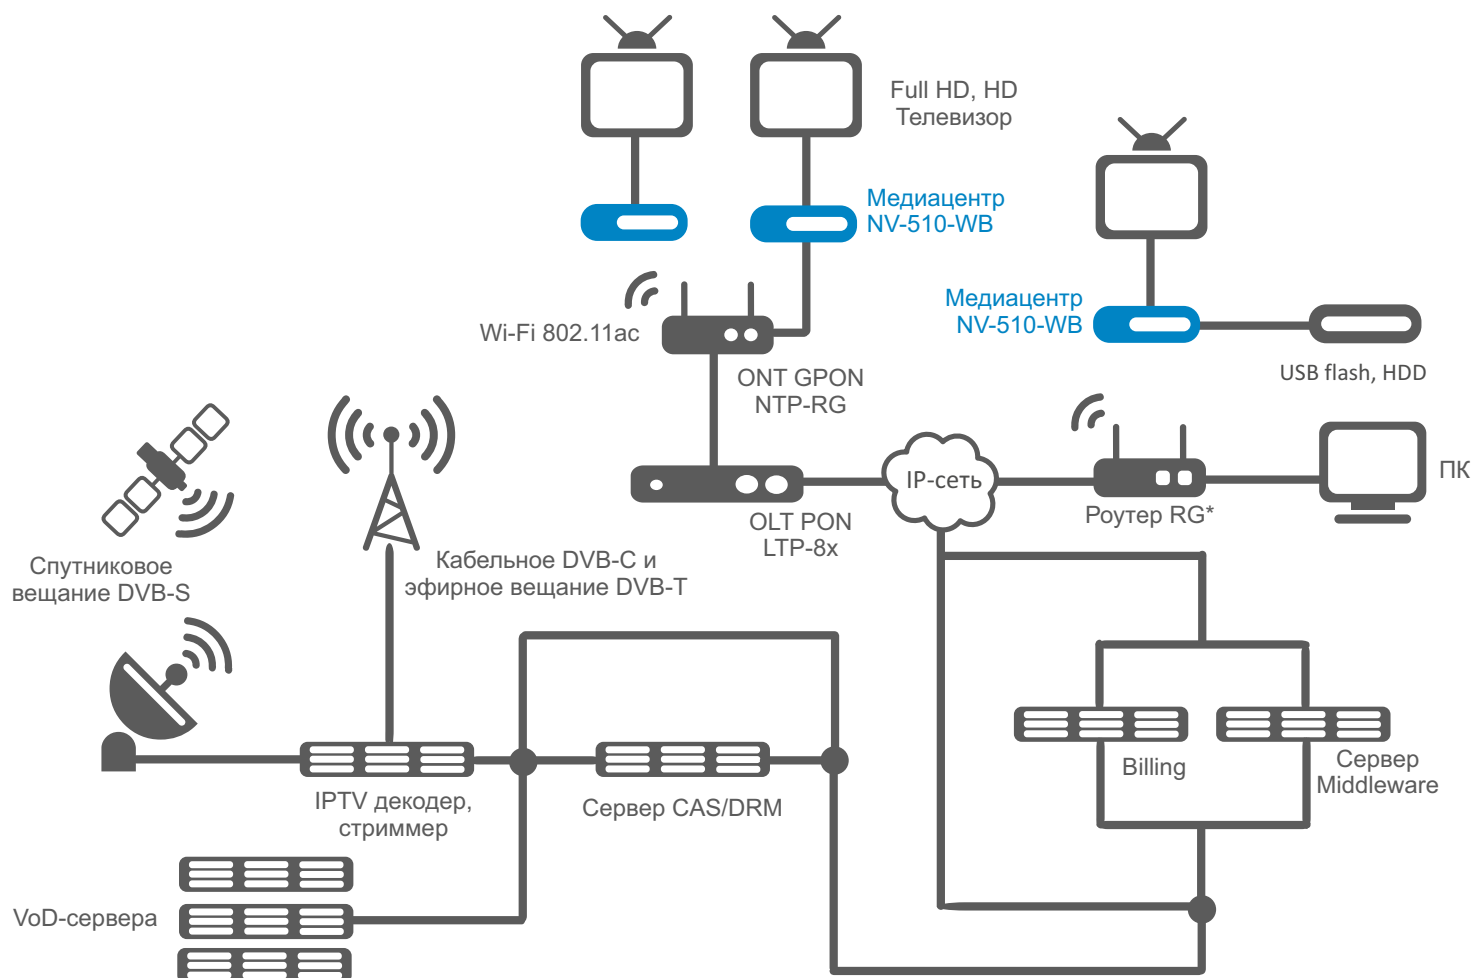 Full HD, HD
Телевизор
Медиацентр
NV-510-WB
Медиацентр
NV-510-WB
Wi-Fi 802.11ac
USB flash, HDD
ONT GPON
NTP-RG
IP-сеть
ПК
Роутер RG*
OLT PON
LTP-8x
Спутниковое
вещание DVB-S
Кабельное DVB-C и
эфирное вещание DVB-T
Billing
Сервер
Middleware
IPTV декодер,
стриммер
Сервер CAS/DRM
VoD-сервера